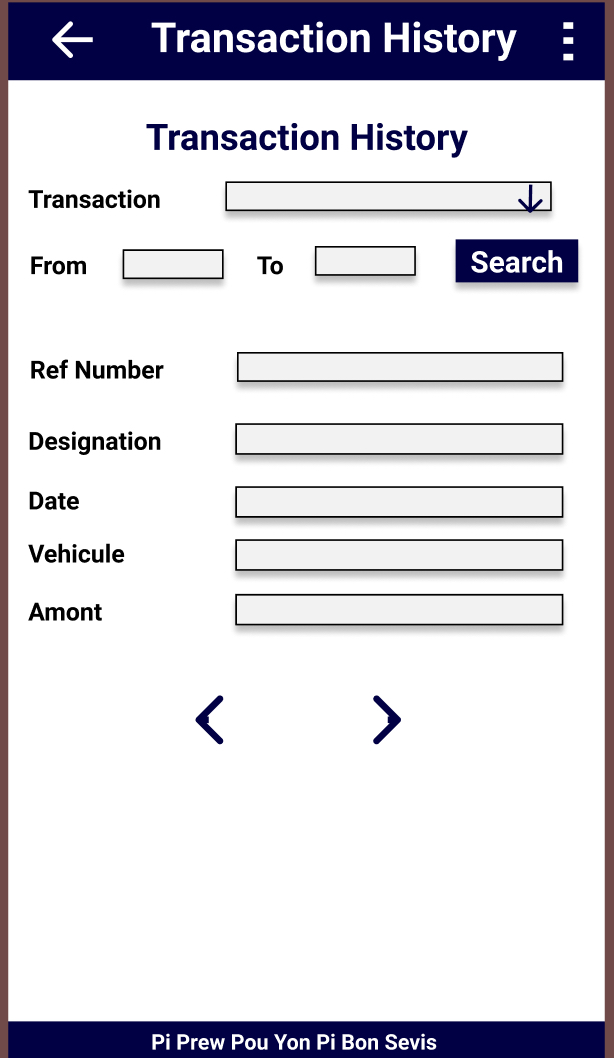 Transaction History
Transaction History
Transaction
From To Search
Ref Number
Designation
Date
Vehicule
Amont
Pi Prew Pou Yon Pi Bon Sevis